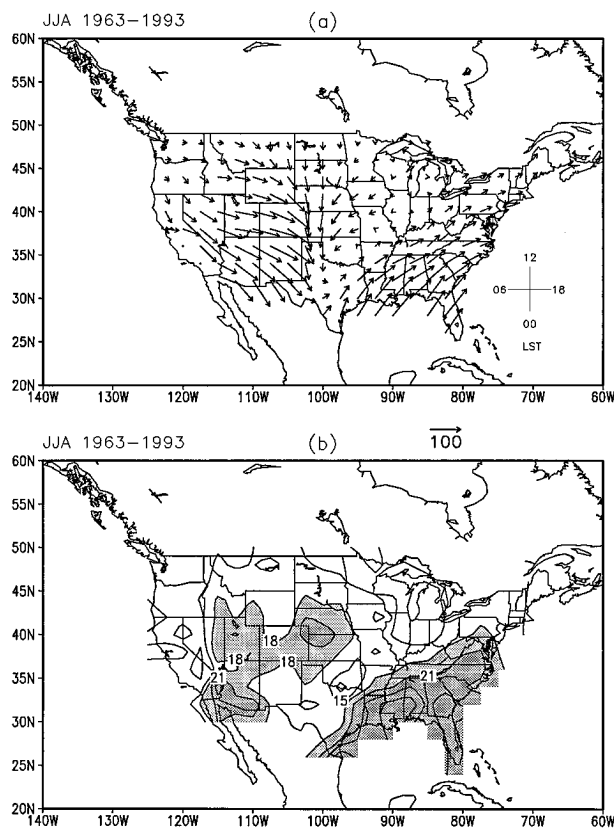 JJA 1963-1993 (a)
60N
55N
50N
45N
40N
35N
30N
25N
20N
12
06 18
00
LST
140W 130W 120W 110W 100W 90W 80W 70W 60W
100
JJA 1963-1993 (b)
60N
55N
50N
45N
40N
35N
30N
25N
20N
18
18 18
21 21
15
140W 130W 120W 110W 100W 90W 80W 70W 60W